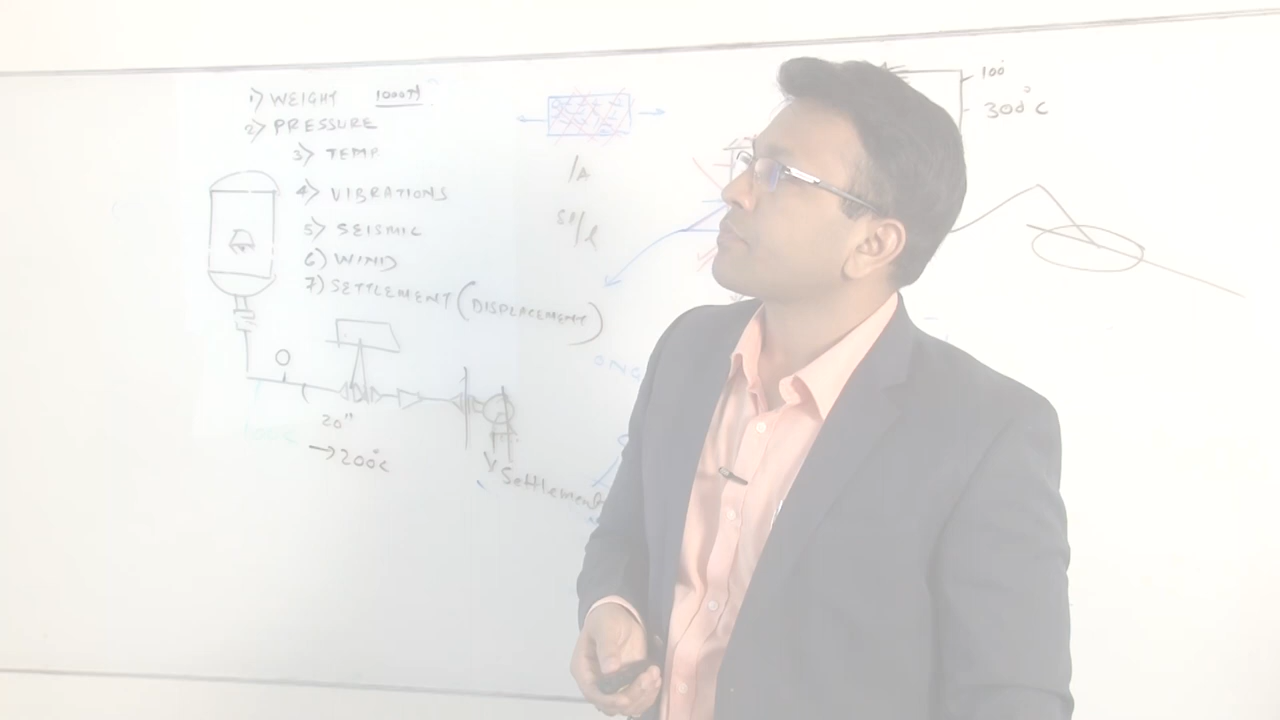 1) WEIGHT 1000
2) PRESSURE
3) TEMP.
4) VIBRATIONS
5) SEISMIC
6) WIND
7) SETTLEMENT (DISPLACEMENT)
20"
→200°C
Settlement
/A
100°
300°C